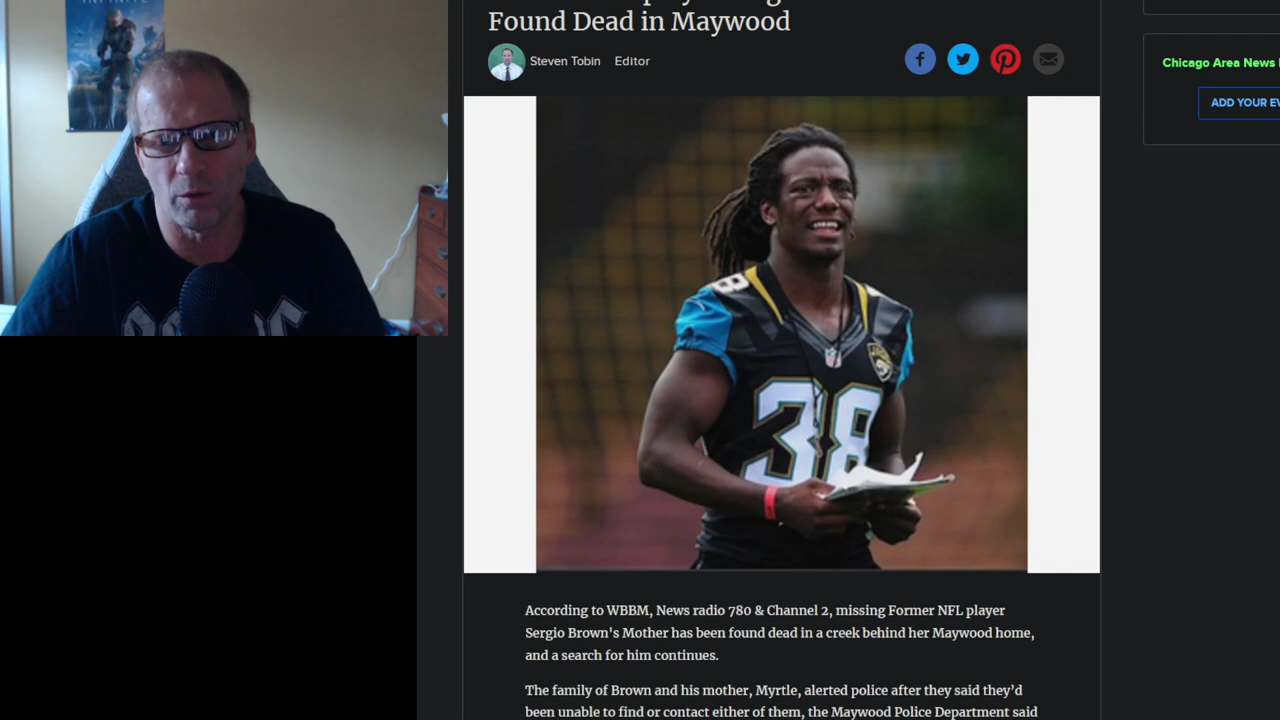 INFINITE
Found Dead in Maywood
Steven Tobin Editor
Chicago Area News
ADD YOUR
38
According to WBBM, News radio 780 & Channel 2, missing Former NFL player
Sergio Brown's Mother has been found dead in a creek behind her Maywood home,
and a search for him continues.
The family of Brown and his mother, Myrtle, alerted police after they said they'd
been unable to find or contact either of them, the Maywood Police Department said